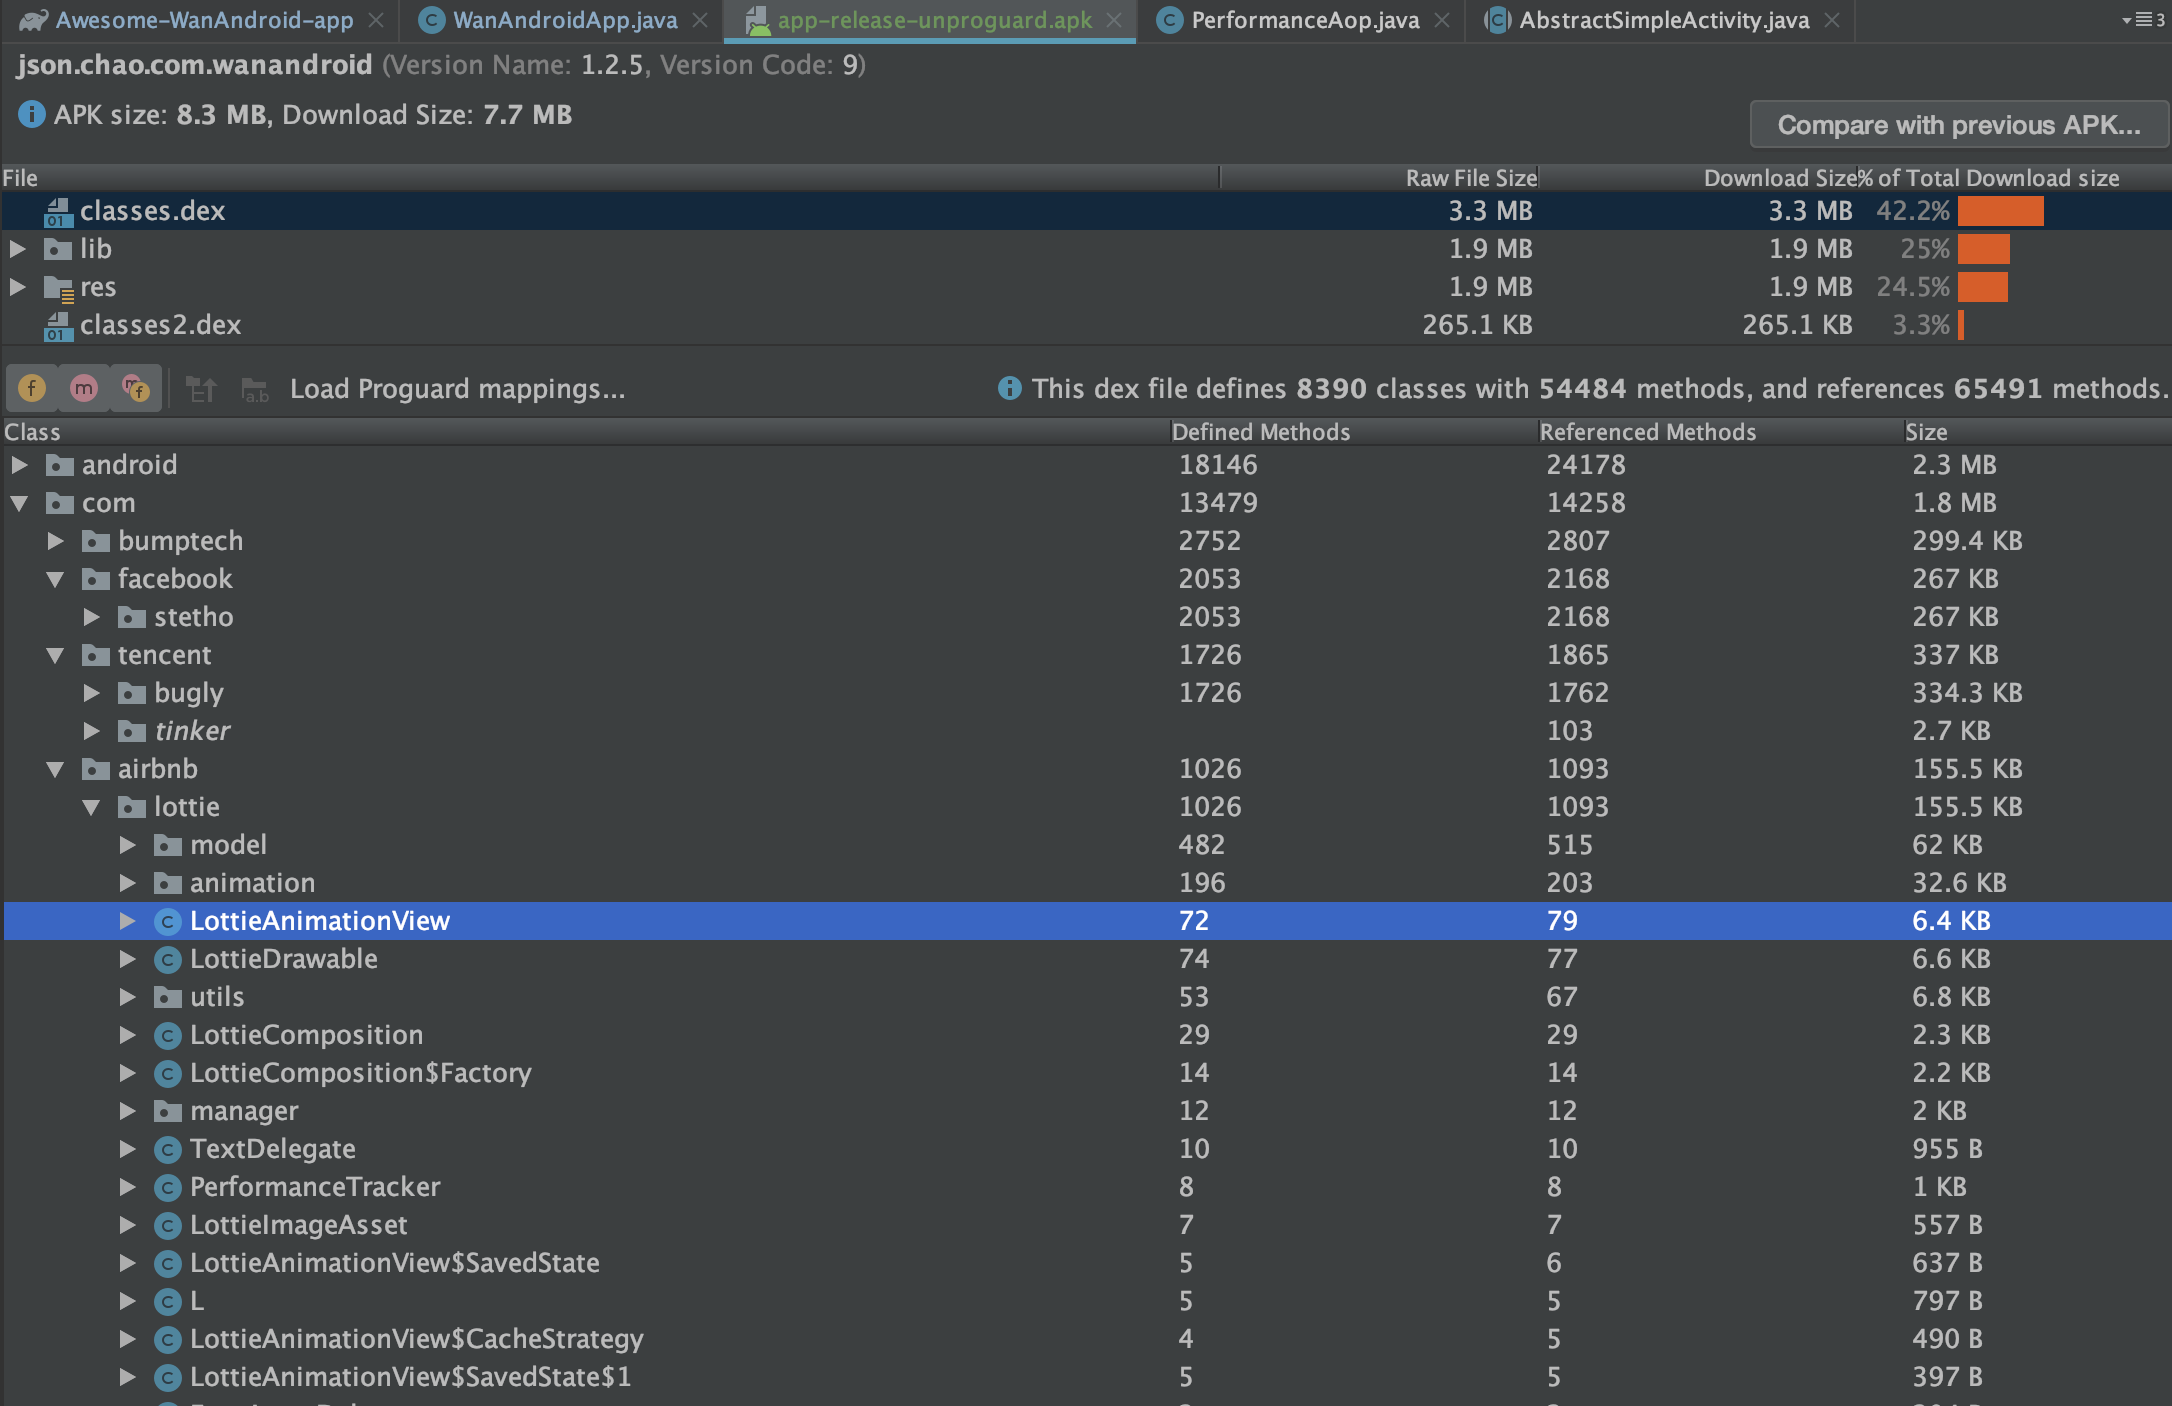 Awesome-WanAndroid-app WanAndroidApp.java app-release-unproguard.apk PerformanceAop.java AbstractSimpleActivity.java 3
json.chao.com.wanandroid (Version Name: 1.2.5, Version Code: 9)
APK size: 8.3 MB, Download Size: 7.7 MB
Compare with previous APK...
File Raw File Size Download Size % of Total Download size
classes.dex 3.3 MB 3.3 MB 42.2%
lib 1.9 MB 1.9 MB 25%
res 1.9 MB 1.9 MB 24.5%
classes2.dex 265.1 KB 265.1 KB 3.3%
Load Proguard mappings... This dex file defines 8390 classes with 54484 methods, and references 65491 methods.
Class Defined Methods Referenced Methods Size
android 18146 24178 2.3 MB
com 13479 14258 1.8 MB
bumptech 2752 2807 299.4 KB
facebook 2053 2168 267 KB
stetho 2053 2168 267 KB
tencent 1726 1865 337 KB
bugly 1726 1762 334.3 KB
tinker 103 2.7 KB
airbnb 1026 1093 155.5 KB
lottie 1026 1093 155.5 KB
model 482 515 62 KB
animation 196 203 32.6 KB
LottieAnimationView 72 79 6.4 KB
LottieDrawable 74 77 6.6 KB
utils 53 67 6.8 KB
LottieComposition 29 29 2.3 KB
LottieComposition$Factory 14 14 2.2 KB
manager 12 12 2 KB
TextDelegate 10 10 955 B
PerformanceTracker 8 8 1 KB
LottieImageAsset 7 7 557 B
LottieAnimationView$SavedState 5 6 637 B
L 5 5 797 B
LottieAnimationView$CacheStrategy 4 5 490 B
LottieAnimationView$SavedState$1 5 5 397 B